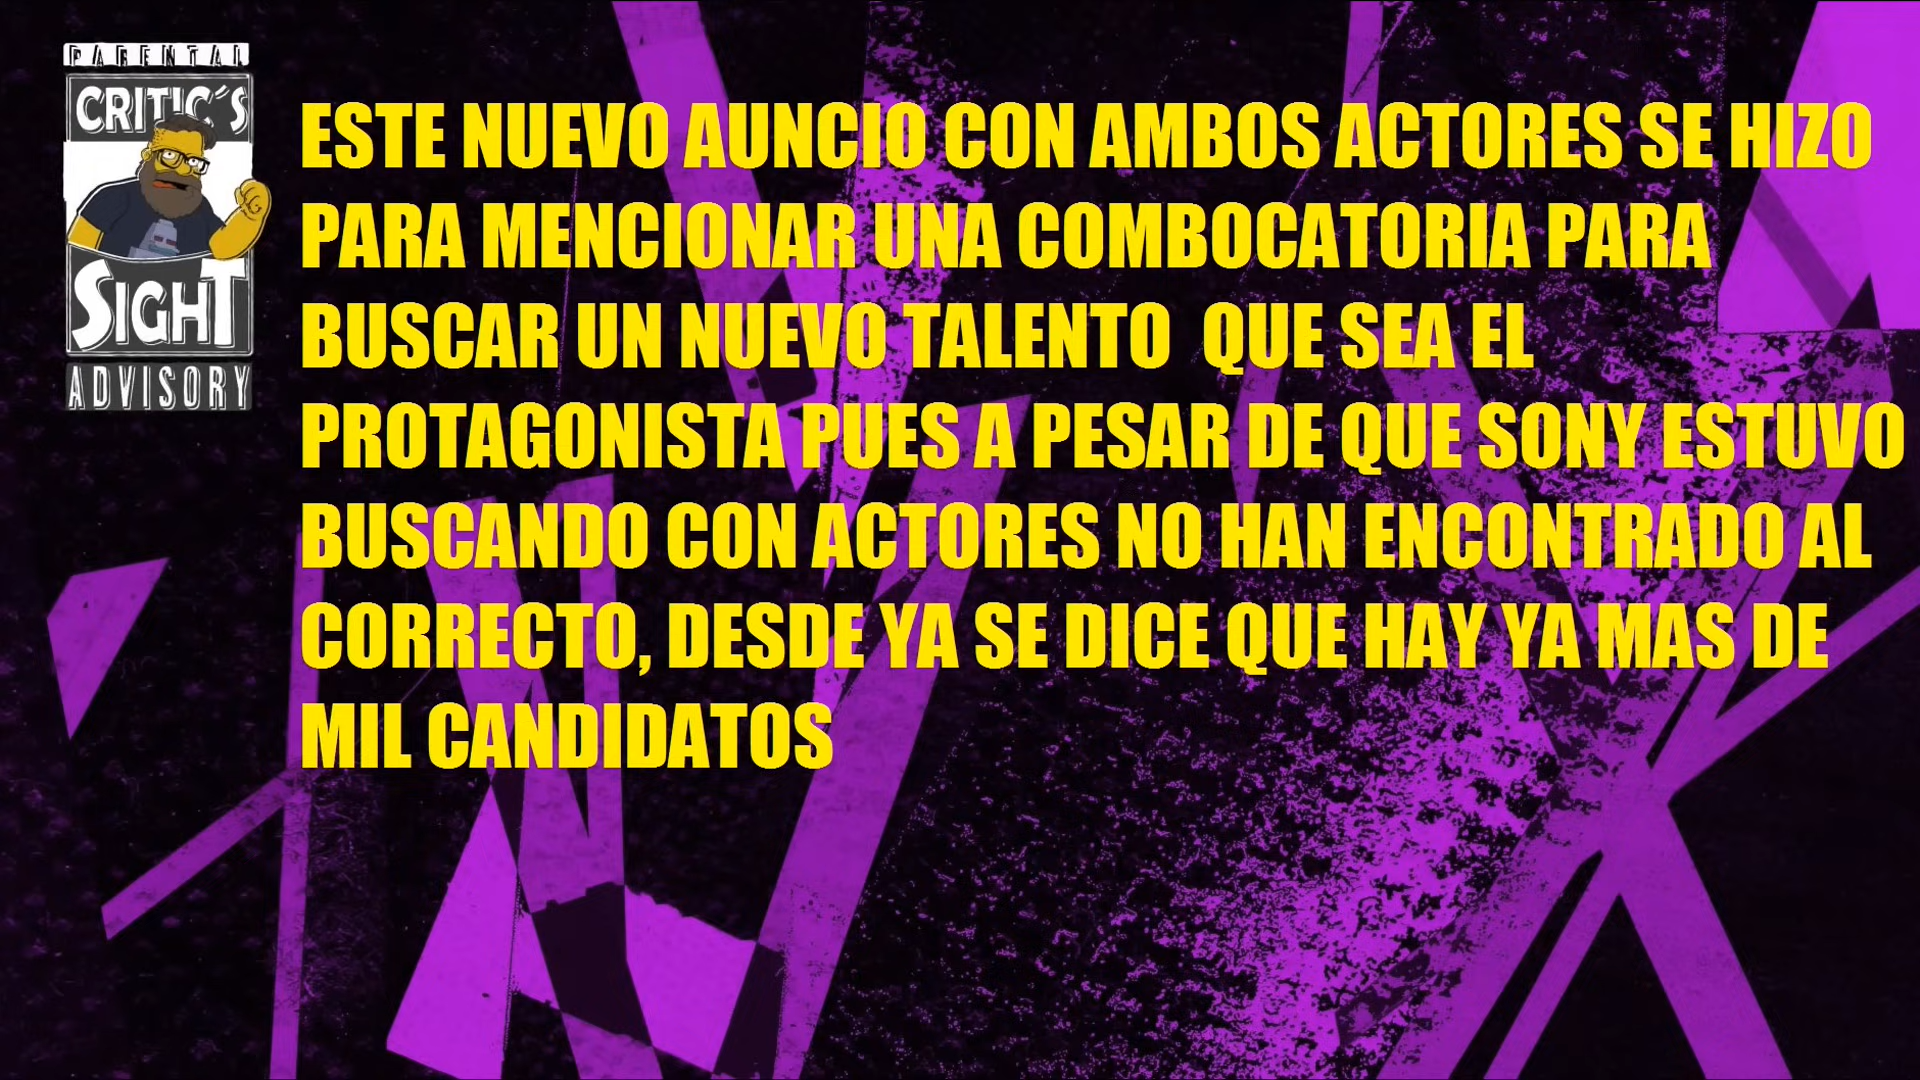 PARENTAL
CRITIC´S
SIGHT
ADVISORY
ESTE NUEVO AUNCIO CON AMBOS ACTORES SE HIZO
PARA MENCIONAR UNA COMBOCATORIA PARA
BUSCAR UN NUEVO TALENTO QUE SEA EL
PROTAGONISTA PUES A PESAR DE QUE SONY ESTUVO
BUSCANDO CON ACTORES NO HAN ENCONTRADO AL
CORRECTO, DESDE YA SE DICE QUE HAY YA MAS DE
MIL CANDIDATOS